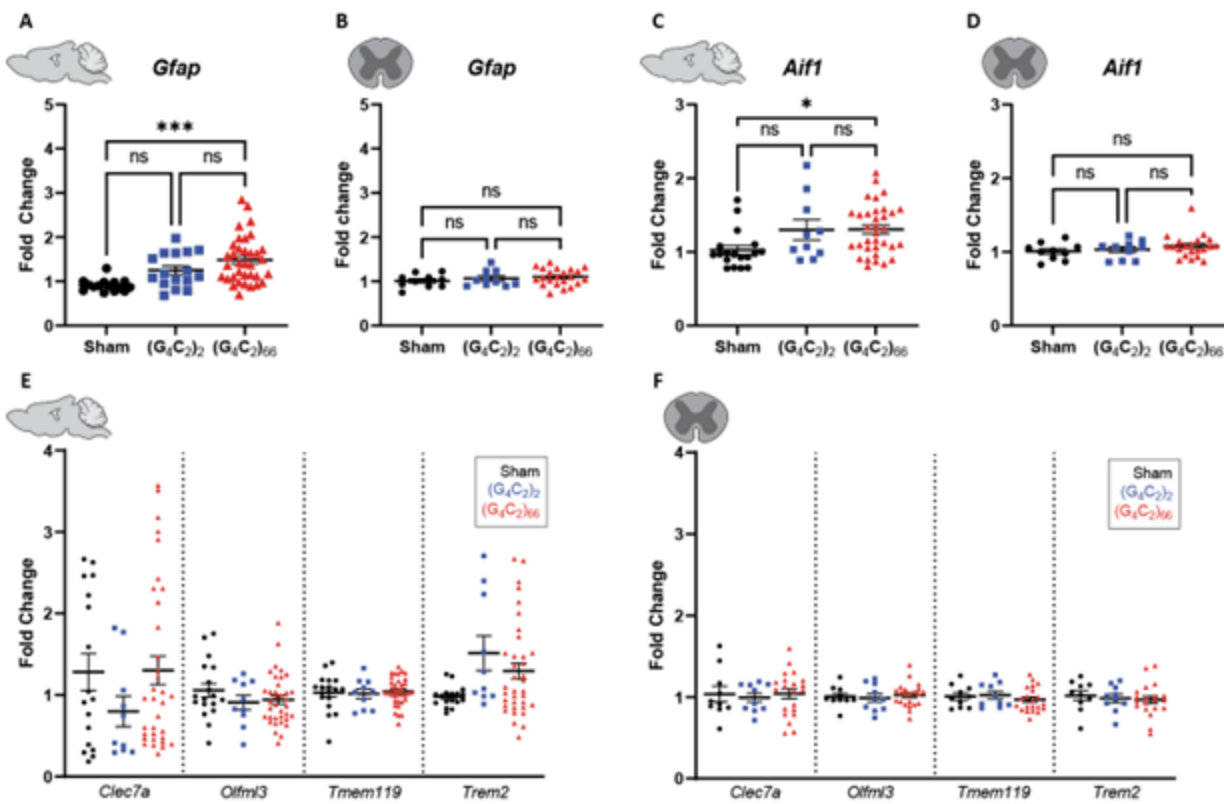 A
Gfap
Fold Change
5
4
3
2
1
0
***
ns
ns
Sham
(G₄C₂)₂
(G₄C₂)₆₆
B
Gfap
Fold change
5
4
3
2
1
0
ns
ns
ns
Sham
(G₄C₂)₂
(G₄C₂)₆₆
C
Aif1
Fold Change
3
2
1
0
*
ns
ns
Sham
(G₄C₂)₂
(G₄C₂)₆₆
D
Aif1
Fold Change
3
2
1
0
ns
ns
ns
Sham
(G₄C₂)₂
(G₄C₂)₆₆
E
Fold Change
4
3
2
1
0
Sham
(G₄C₂)₂
(G₄C₂)₆₆
Clec7a
Olfml3
Tmem119
Trem2
F
Fold Change
4
3
2
1
0
Sham
(G₄C₂)₂
(G₄C₂)₆₆
Clec7a
Olfml3
Tmem119
Trem2